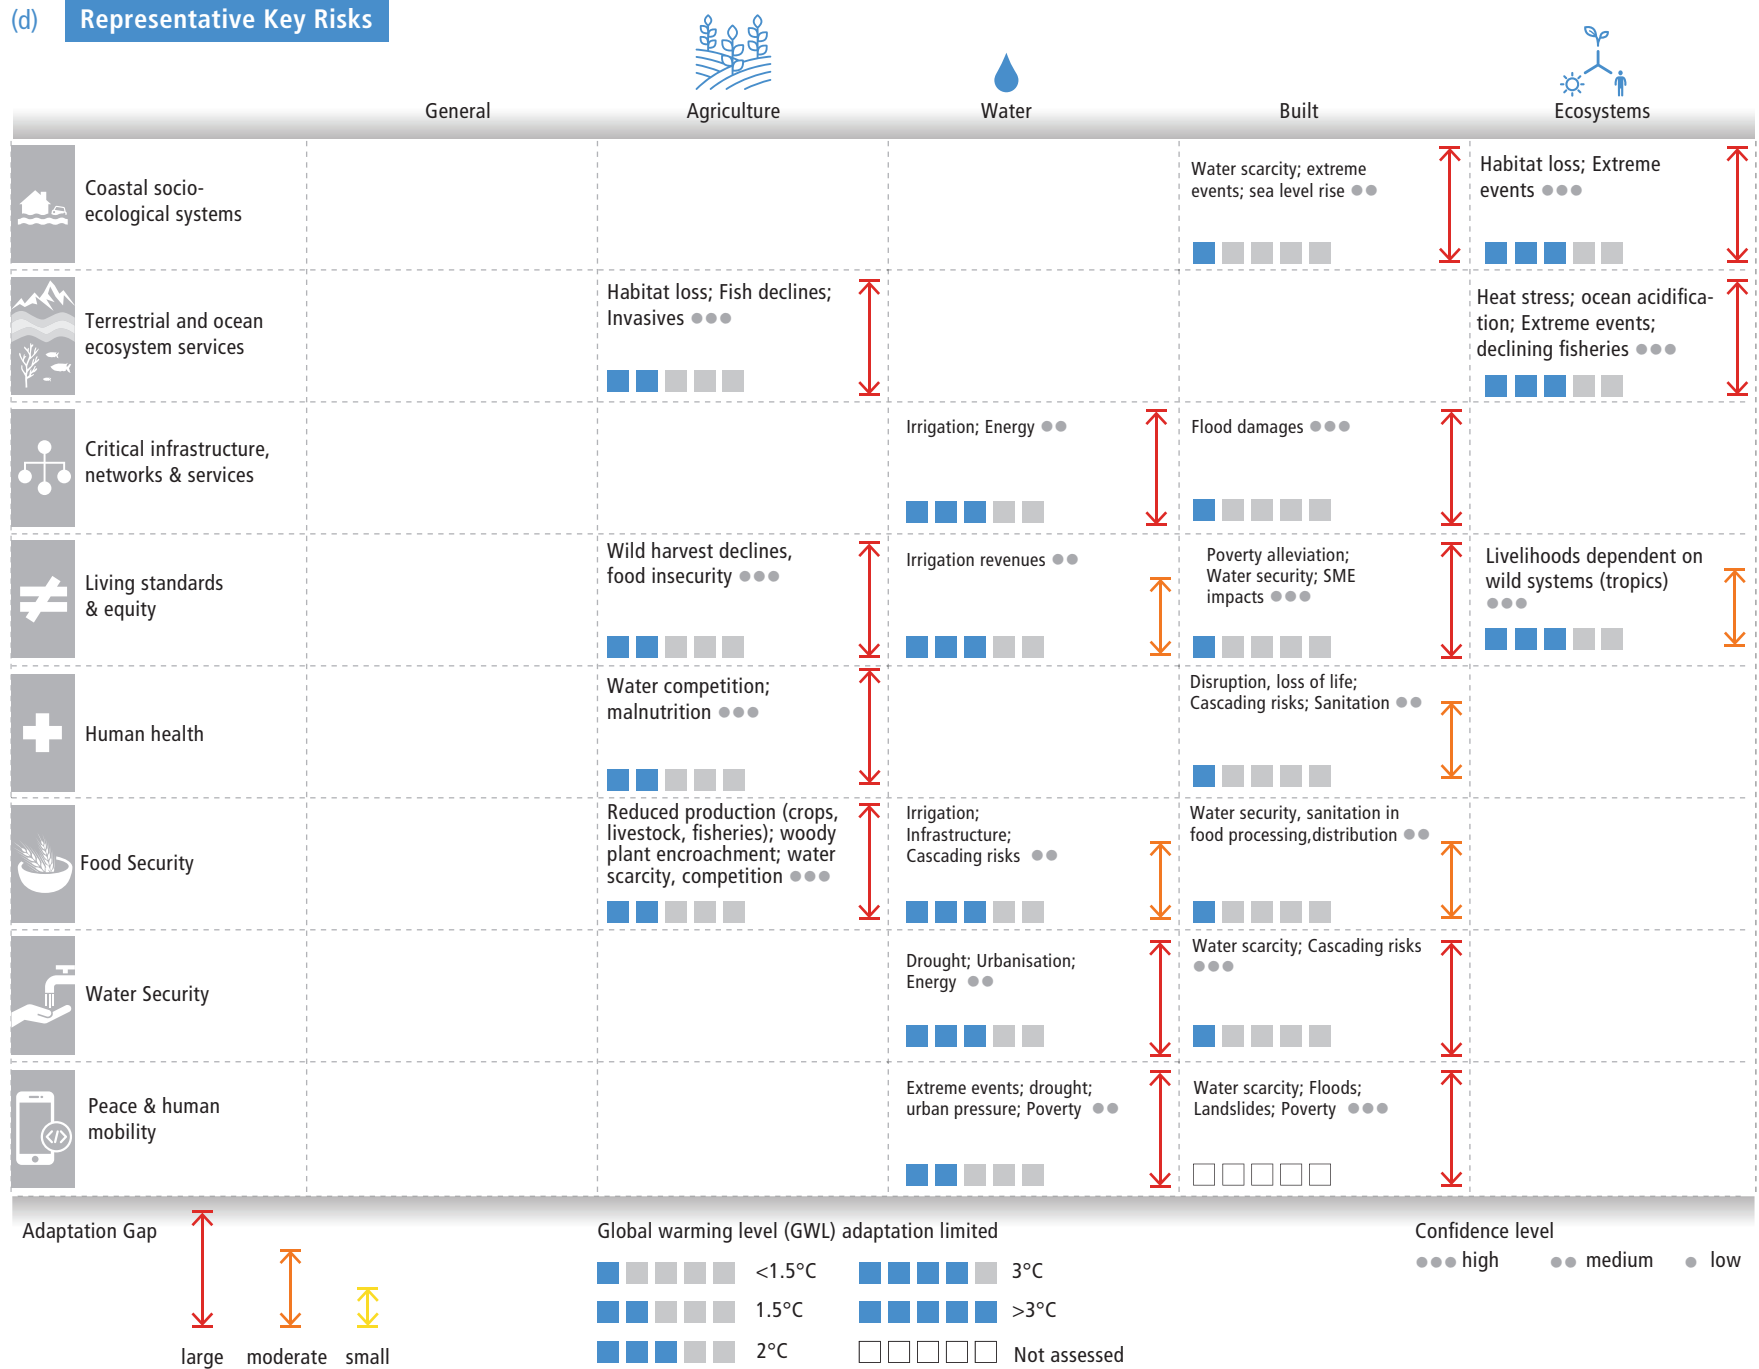 (d) Representative Key Risks
General Agriculture Water Built Ecosystems
Coastal socio-
ecological systems
Water scarcity; extreme
events; sea level rise
Habitat loss; Extreme
events
Terrestrial and ocean
ecosystem services
Habitat loss; Fish declines;
Invasives
Heat stress; ocean acidifica-
tion; Extreme events;
declining fisheries
Critical infrastructure,
networks & services
Irrigation; Energy
Flood damages
Living standards
& equity
Wild harvest declines,
food insecurity
Irrigation revenues
Poverty alleviation;
Water security; SME
impacts
Livelihoods dependent on
wild systems (tropics)
Human health
Water competition;
malnutrition
Disruption, loss of life;
Cascading risks; Sanitation
Food Security
Reduced production (crops,
livestock, fisheries); woody
plant encroachment; water
scarcity, competition
Irrigation;
Infrastructure;
Cascading risks
Water security, sanitation in
food processing,distribution
Water Security
Drought; Urbanisation;
Energy
Water scarcity; Cascading risks
Peace & human
mobility
</>
Extreme events; drought;
urban pressure; Poverty
Water scarcity; Floods;
Landslides; Poverty
Adaptation Gap
large moderate small
Global warming level (GWL) adaptation limited
<1.5°C
1.5°C
2°C
3°C
>3°C
Not assessed
Confidence level
high medium low